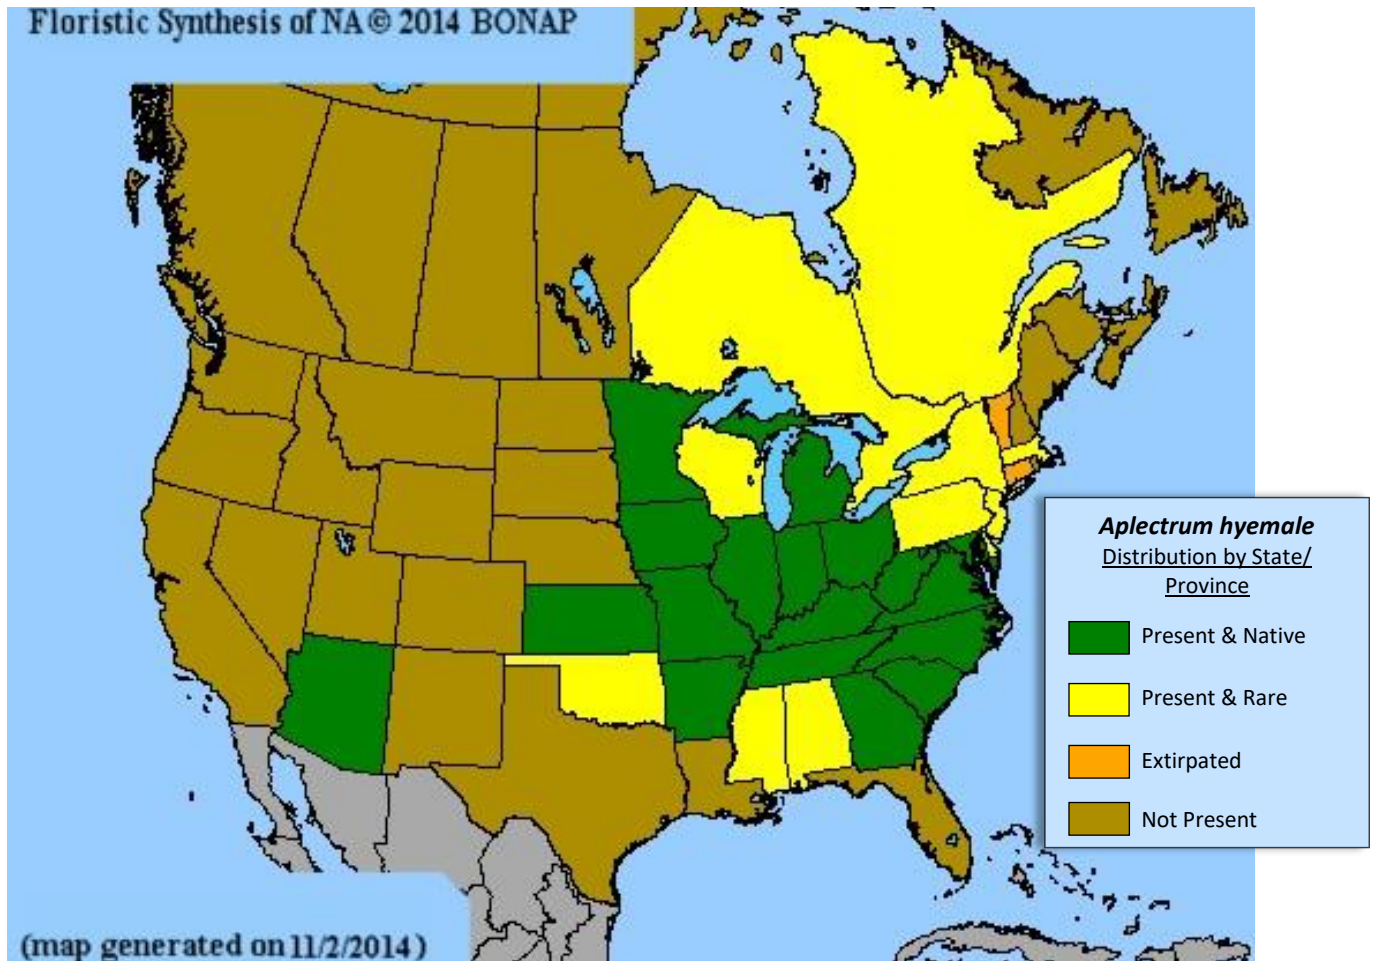 Floristic Synthesis of NA © 2014 BONAP
Aplectrum hyemale
Distribution by State/
Province
Present & Native
Present & Rare
Extirpated
Not Present
(map generated on 11/2/2014)